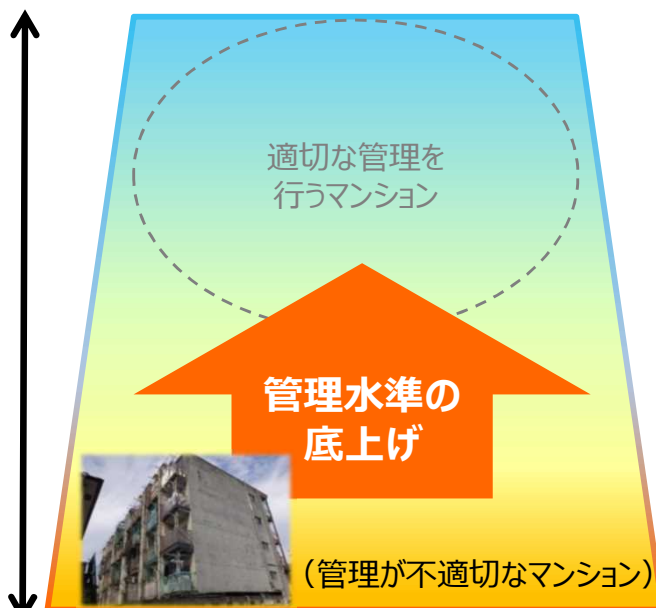 適切な管理を
行うマンション
管理水準の
底上げ
（管理が不適切なマンション）